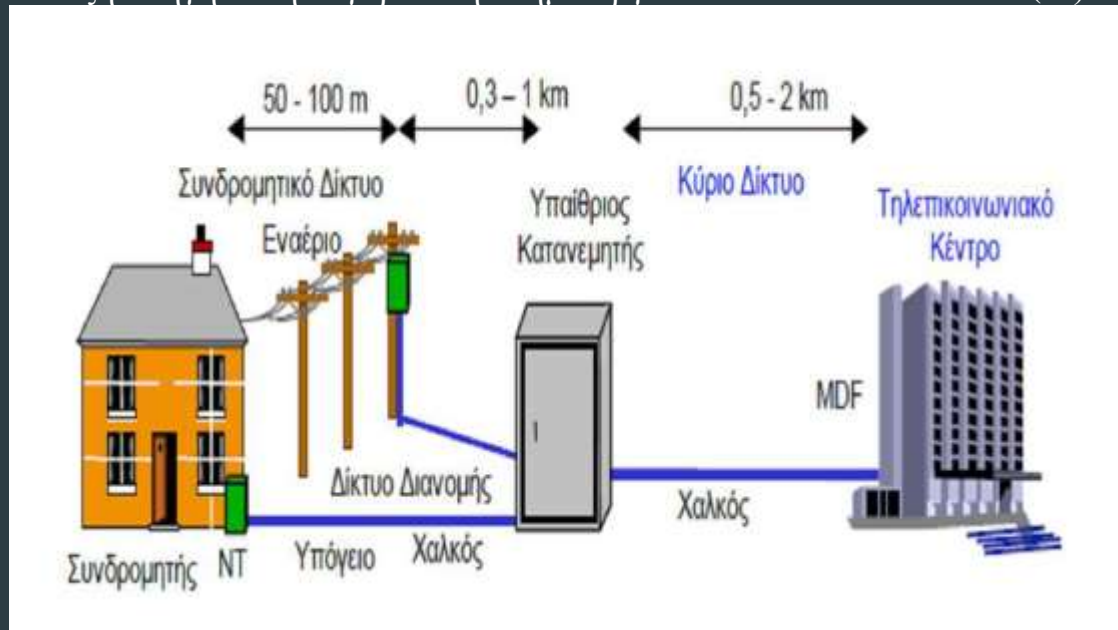 50 - 100 m
0,3 – 1 km
0,5 - 2 km
Συνδρομητικό Δίκτυο
Εναέριο
Υπαίθριος
Κατανεμητής
Κύριο Δίκτυο
Τηλεπικοινωνιακό
Κέντρο
MDF
Δίκτυο Διανομής
Χαλκός
Συνδρομητής
NT
Υπόγειο
Χαλκός